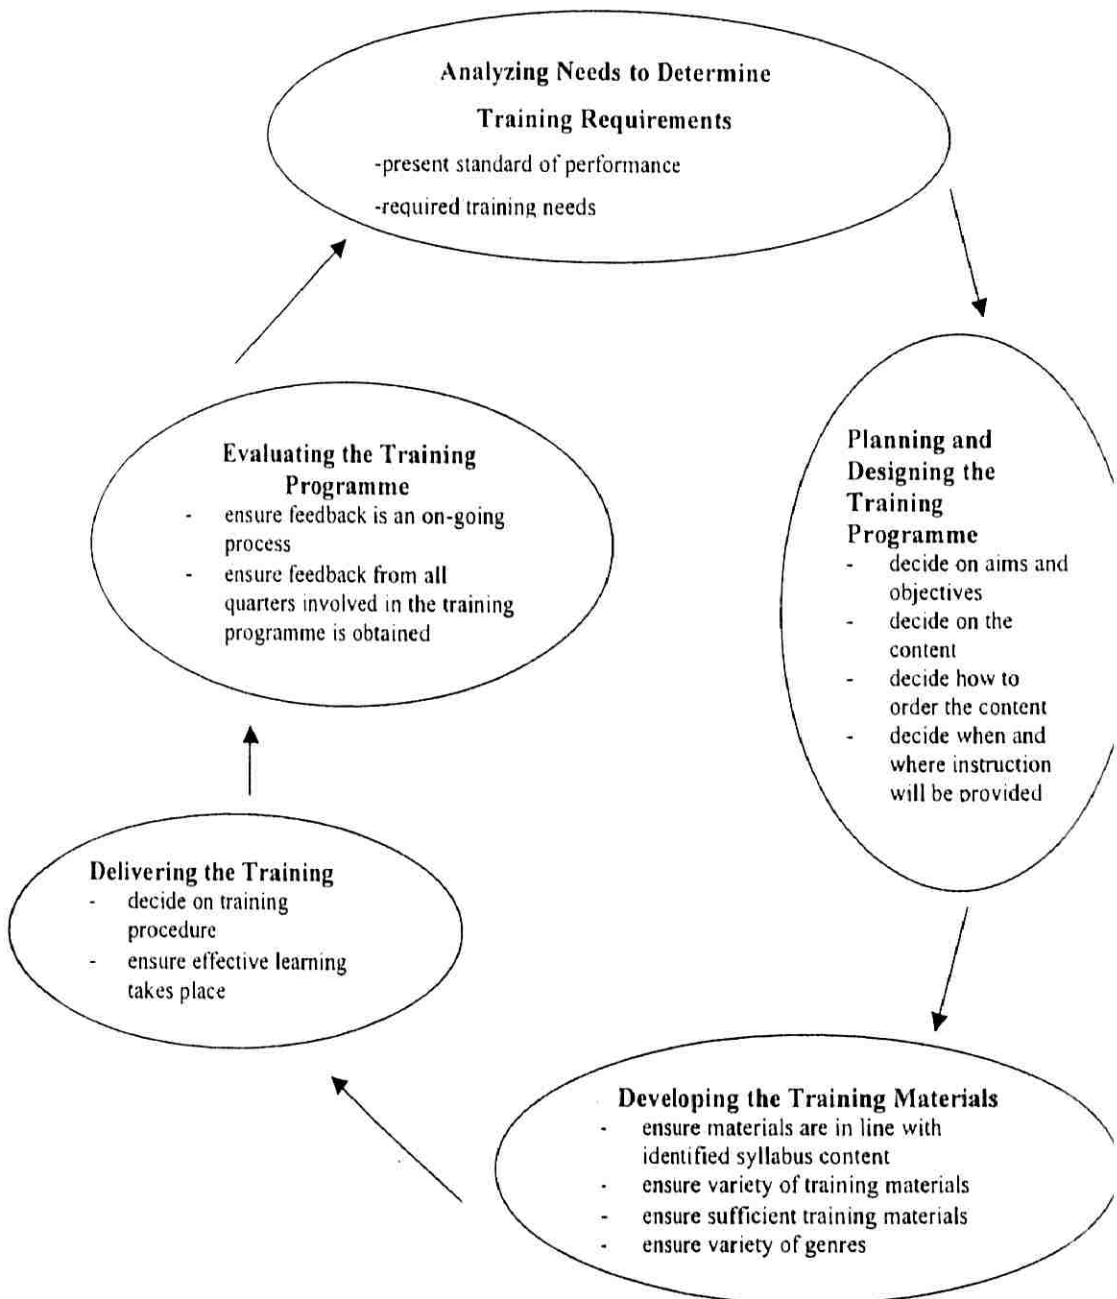 Analyzing Needs to Determine
Training Requirements
-present standard of performance
-required training needs
Planning and
Designing the
Training
Programme
- decide on aims and
objectives
- decide on the
content
- decide how to
order the content
- decide when and
where instruction
will be provided
Developing the Training Materials
- ensure materials are in line with
identified syllabus content
- ensure variety of training materials
- ensure sufficient training materials
- ensure variety of genres
Delivering the Training
- decide on training
procedure
- ensure effective learning
takes place
Evaluating the Training
Programme
- ensure feedback is an on-going
process
- ensure feedback from all
quarters involved in the training
programme is obtained